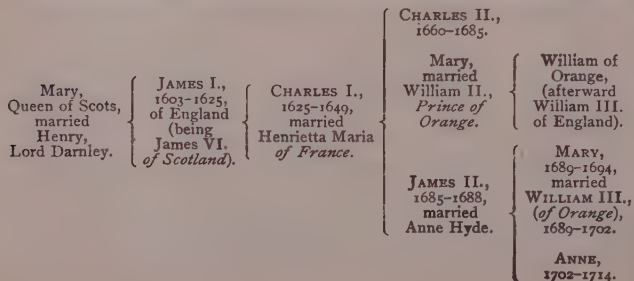 Mary,
Queen of Scots,
married
Henry,
Lord Darnley.
JAMES I.,
1603–1625,
of England
(being
James VI.
of Scotland).
CHARLES I.,
1625–1649,
married
Henrietta Maria
of France.
CHARLES II.,
1660–1685.
Mary,
married
William II.,
Prince of
Orange.
JAMES II.,
1685–1688,
married
Anne Hyde.
William of
Orange,
(afterward
William III.
of England).
MARY,
1689–1694,
married
WILLIAM III.,
(of Orange),
1689–1702.
ANNE,
1702–1714.